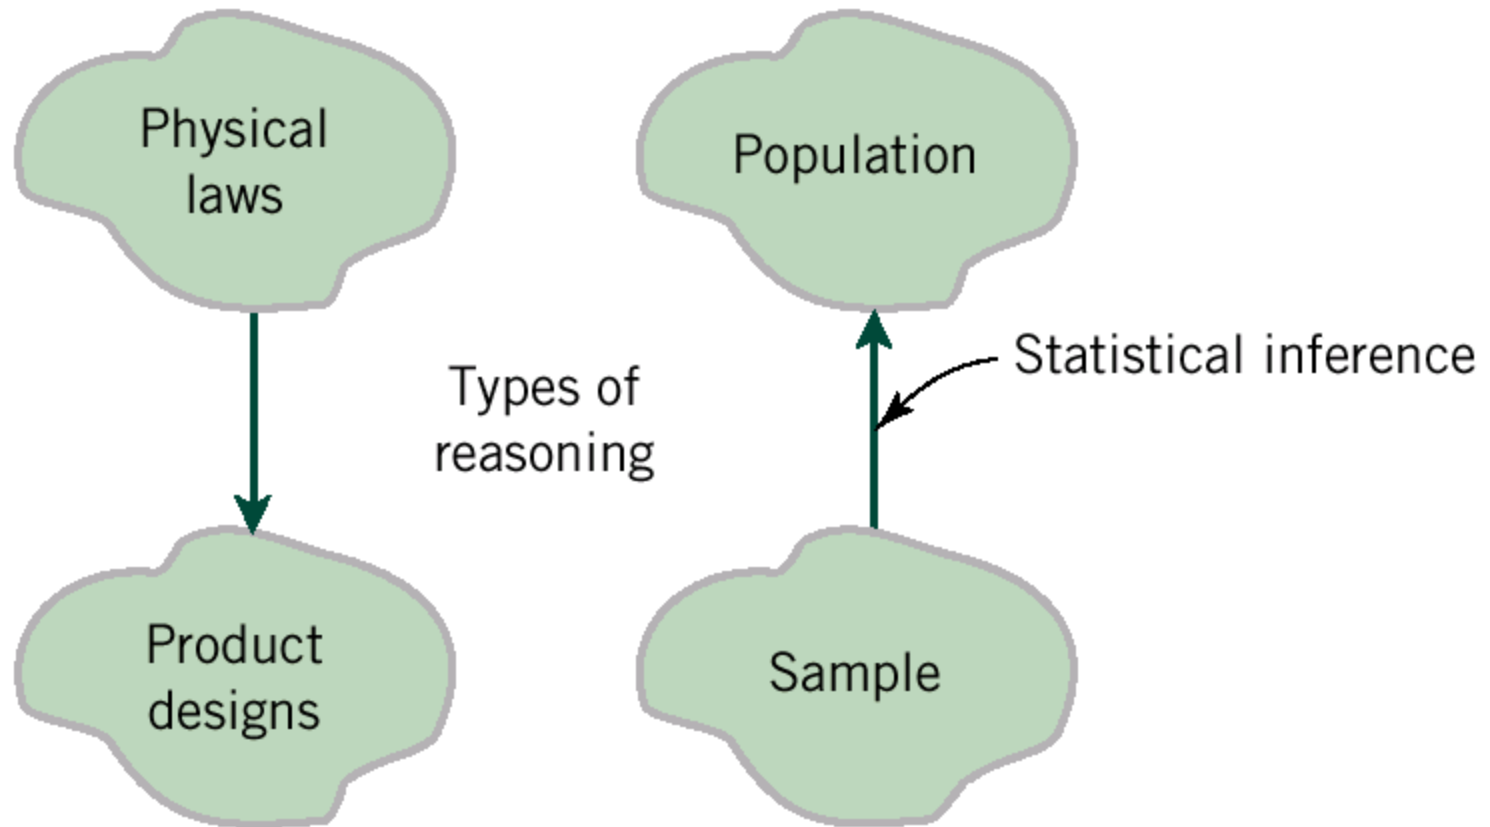 Physical
laws
Population
Types of
reasoning
Statistical inference
Product
designs
Sample